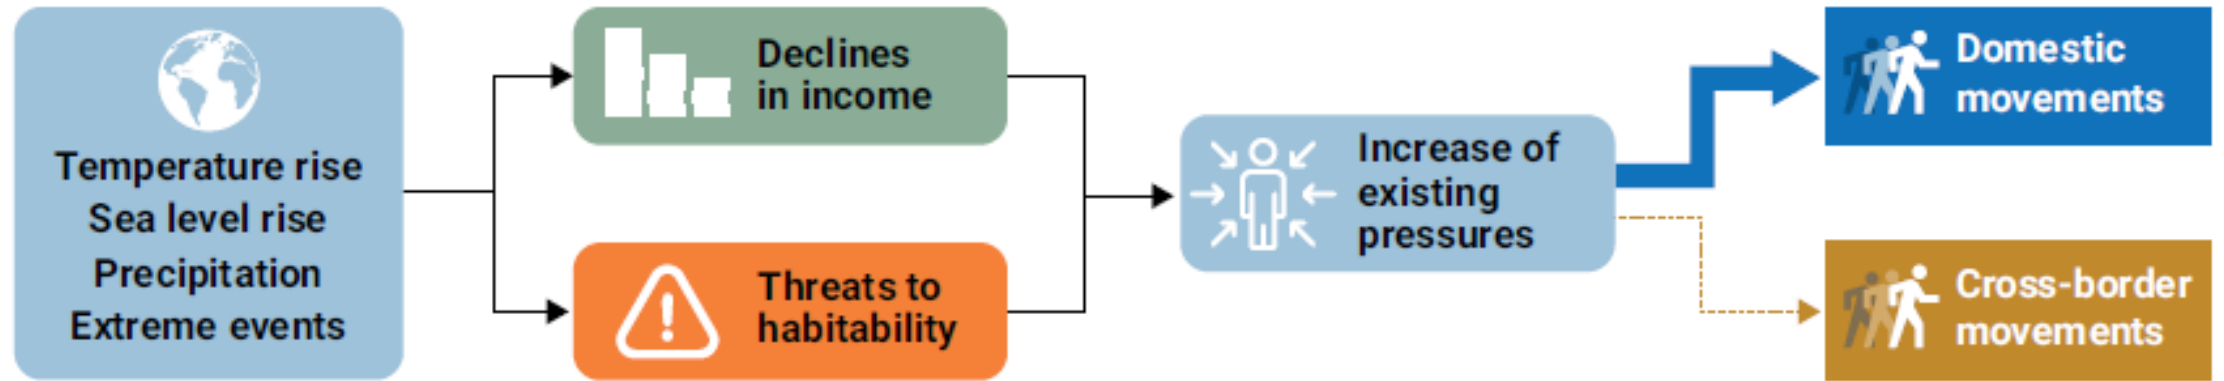 Temperature rise
Sea level rise
Precipitation
Extreme events
Declines
in income
Threats to
habitability
Increase of
existing
pressures
Domestic
movements
Cross-border
movements